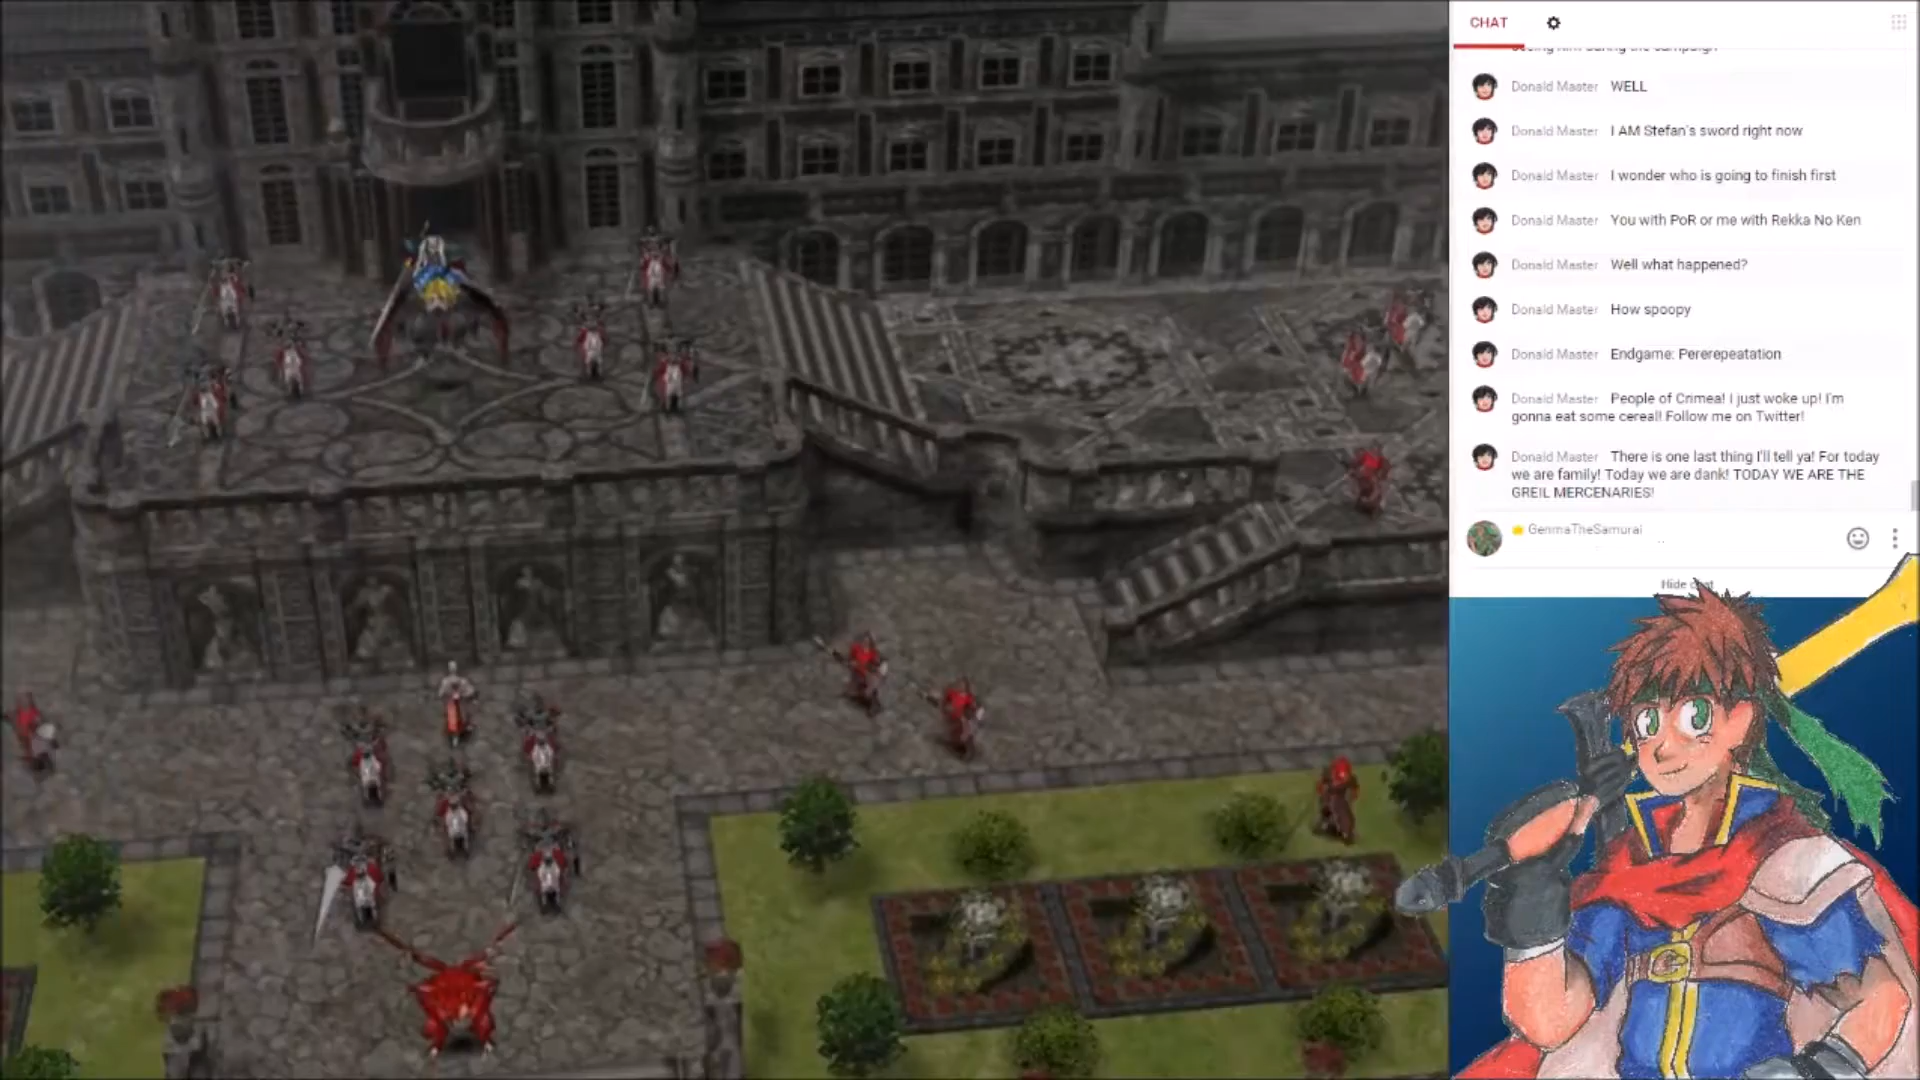 CHAT
Donald Master WELL
Donald Master I AM Stefan's sword right now
Donald Master I wonder who is going to finish first
Donald Master You with PoR or me with Rekka No Ken
Donald Master Well what happened?
Donald Master How spoopy
Donald Master Endgame: Pererepeatation
Donald Master People of Crimea! I just woke up! I'm
gonna eat some cereal! Follow me on Twitter!
Donald Master There is one last thing I'll tell ya! For today
we are family! Today we are dank! TODAY WE ARE THE
GREIL MERCENARIES!
GenmaTheSamurai
Hide chat